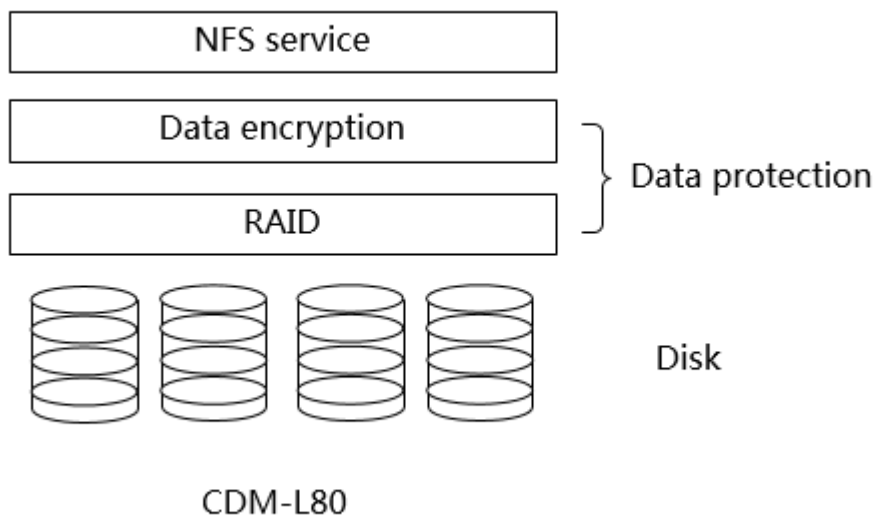 NFS service
Data encryption
Data protection
RAID
Disk
CDM-L80